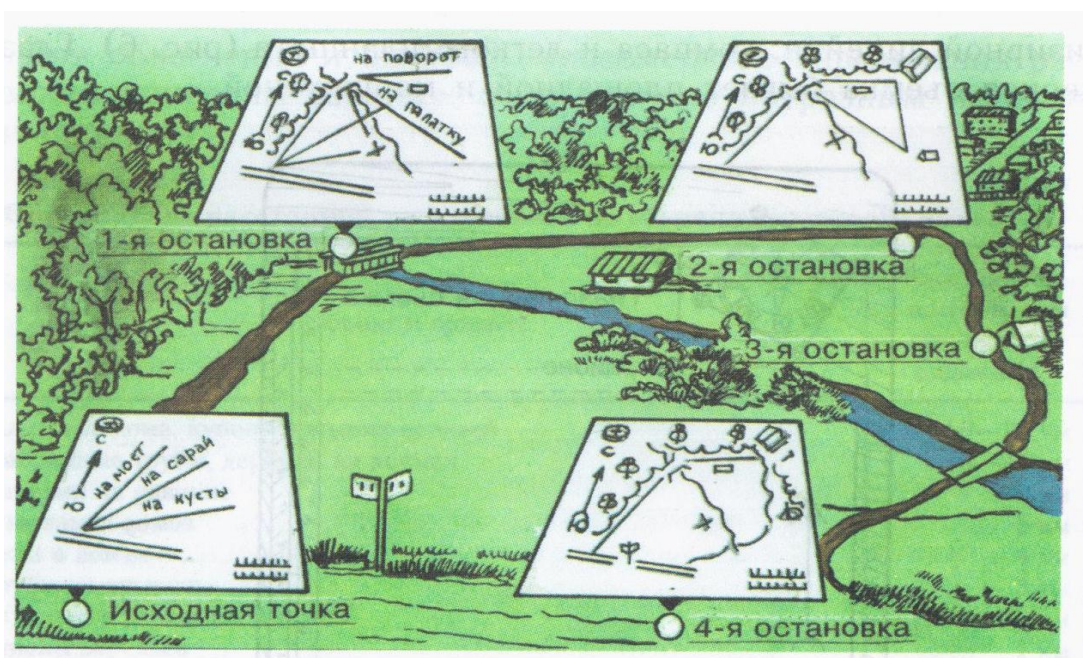 на поворот
С
на палатку
Ю
С
Ю
1-я остановка
2-я остановка
3-я остановка
С
на мост
на сарай
на кусты
Ю
С
Ю
Исходная точка
4-я остановка